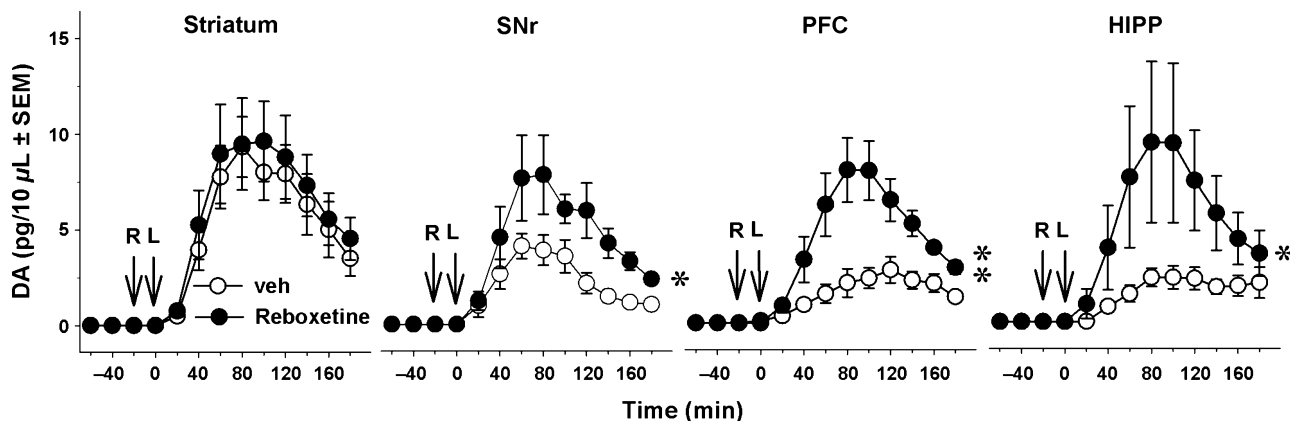 Striatum SNr PFC HIPP
DA (pg/10 µL ± SEM)
15
10
5
0
R L
R L
R L
R L
veh
Reboxetine
*
*
*
*
–40 0 40 80 120 160
–40 0 40 80 120 160
–40 0 40 80 120 160
–40 0 40 80 120 160
Time (min)